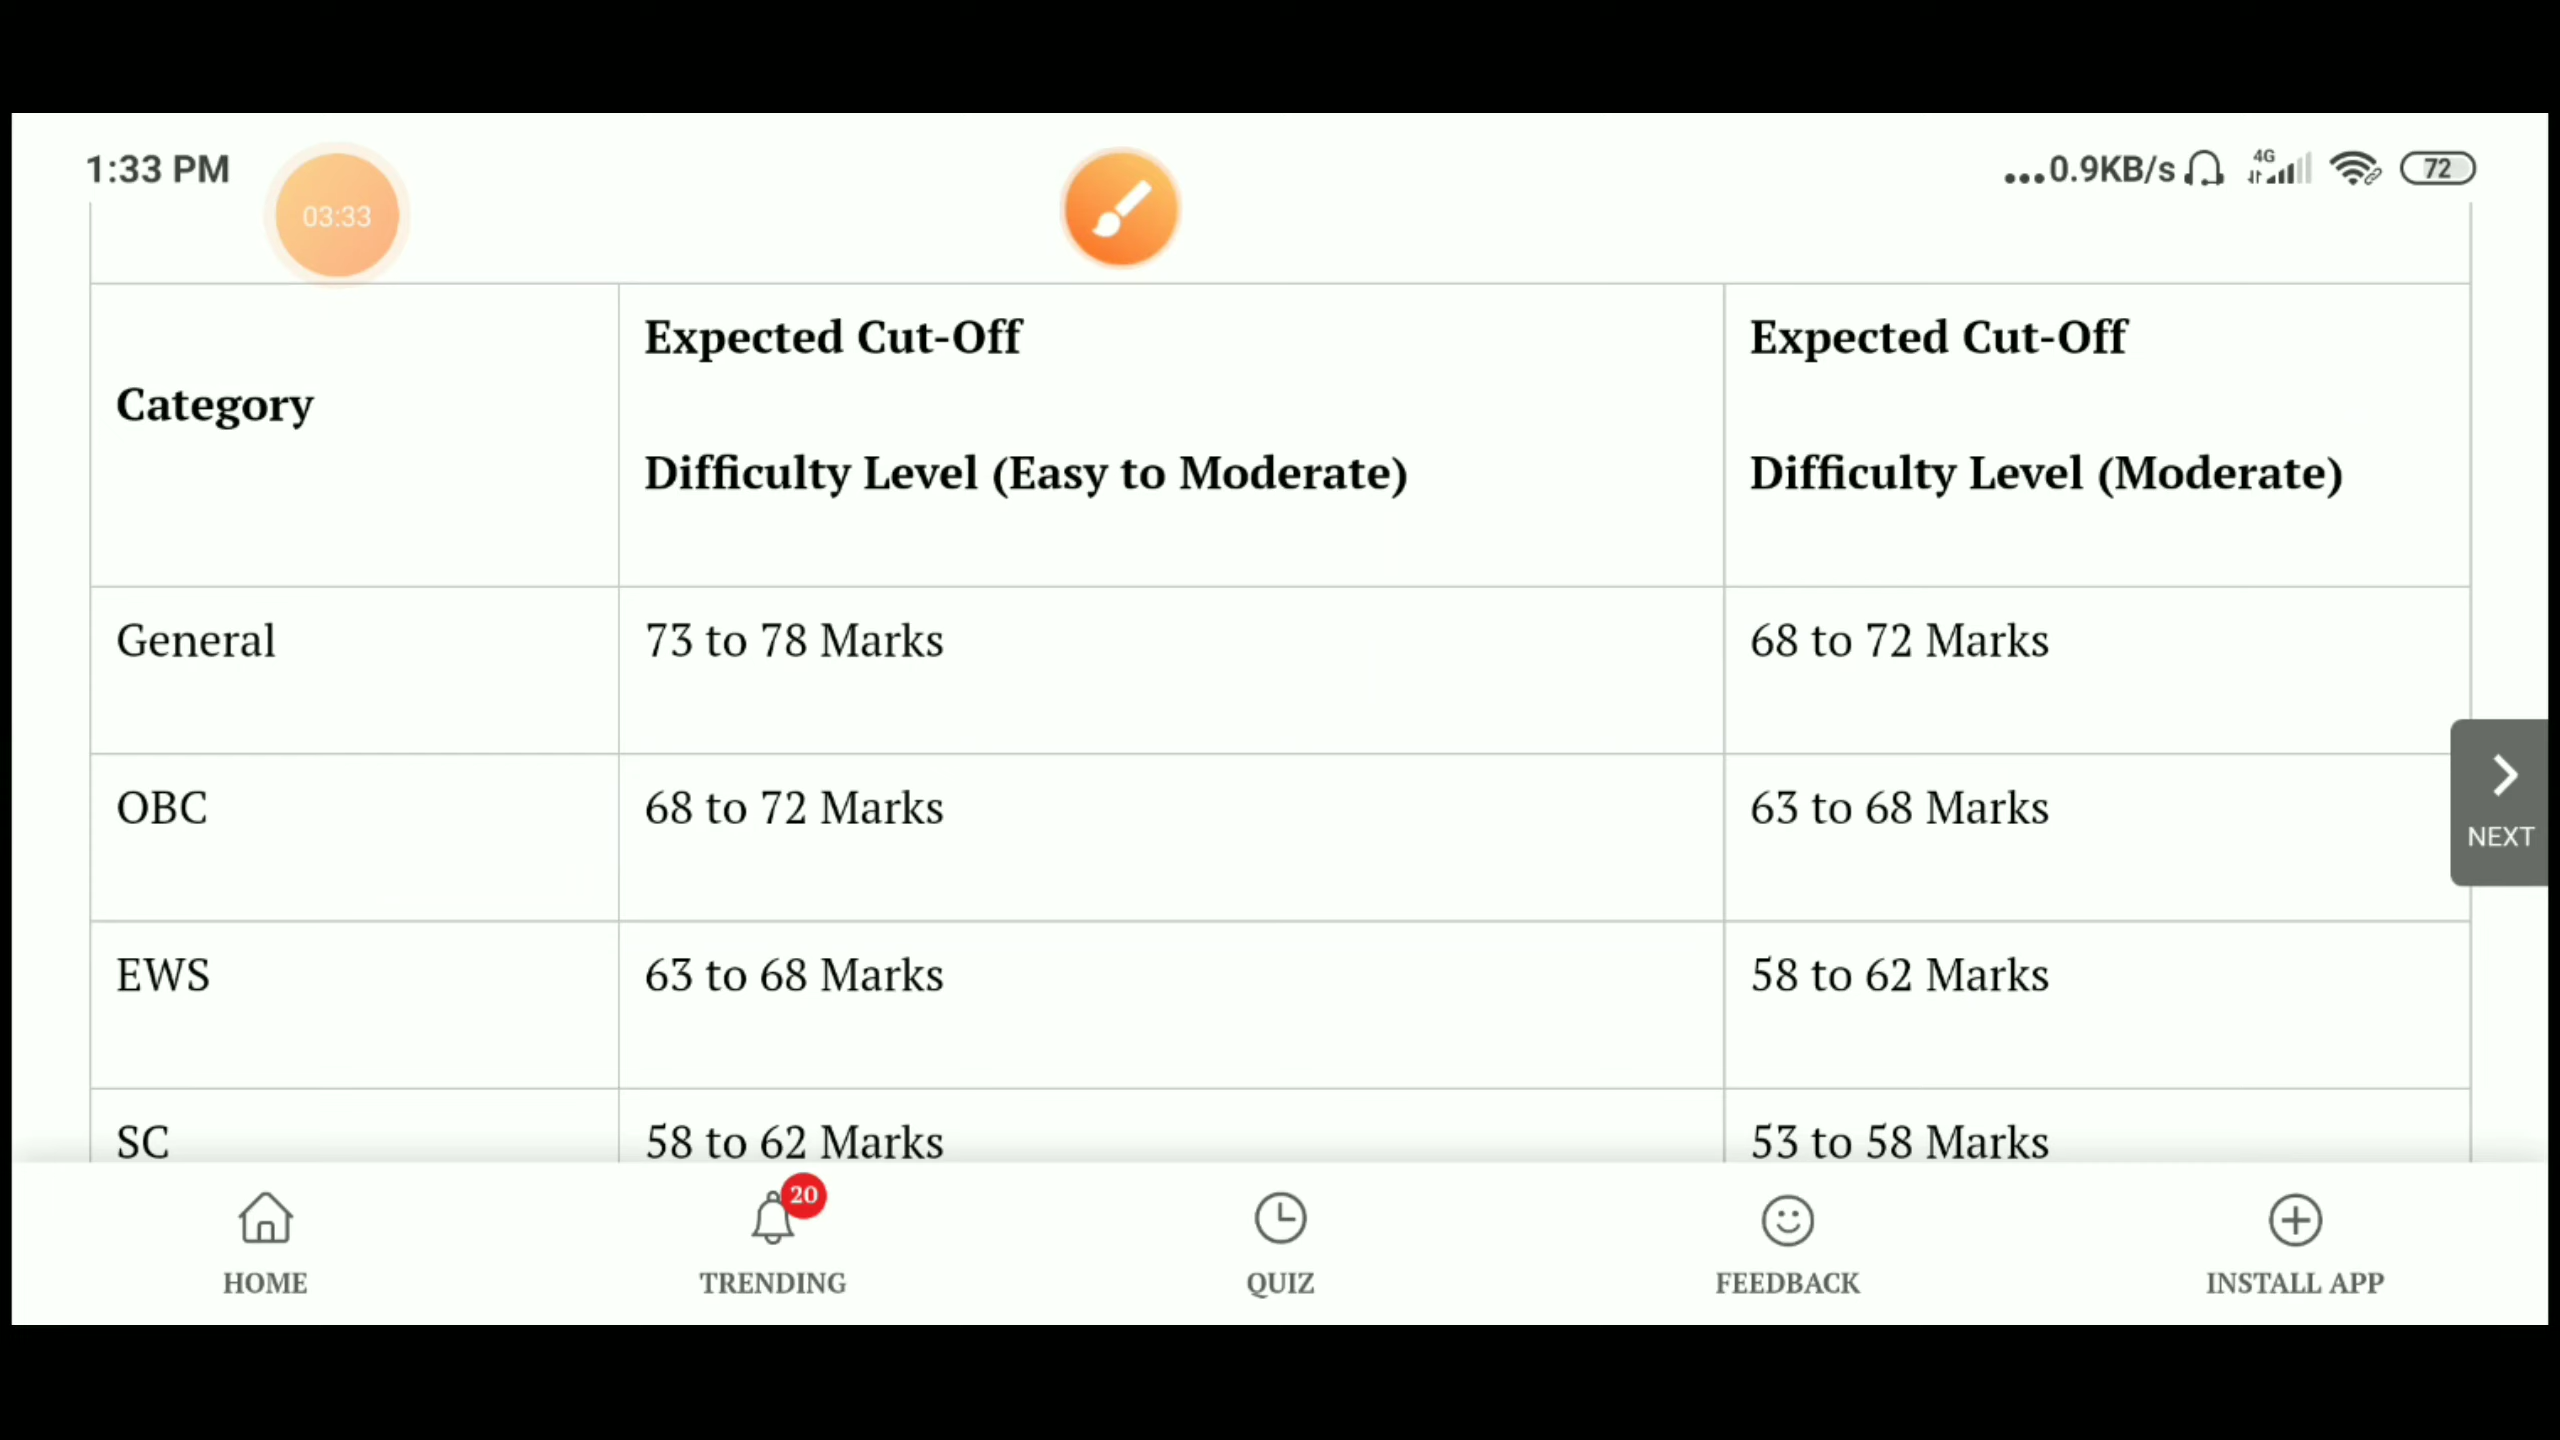 1:33 PM
03:33
...0.9KB/s
4G
72
Category
Expected Cut-Off
Difficulty Level (Easy to Moderate)
Expected Cut-Off
Difficulty Level (Moderate)
General
73 to 78 Marks
68 to 72 Marks
OBC
68 to 72 Marks
63 to 68 Marks
NEXT
EWS
63 to 68 Marks
58 to 62 Marks
SC
58 to 62 Marks
53 to 58 Marks
20
HOME
TRENDING
QUIZ
FEEDBACK
INSTALL APP